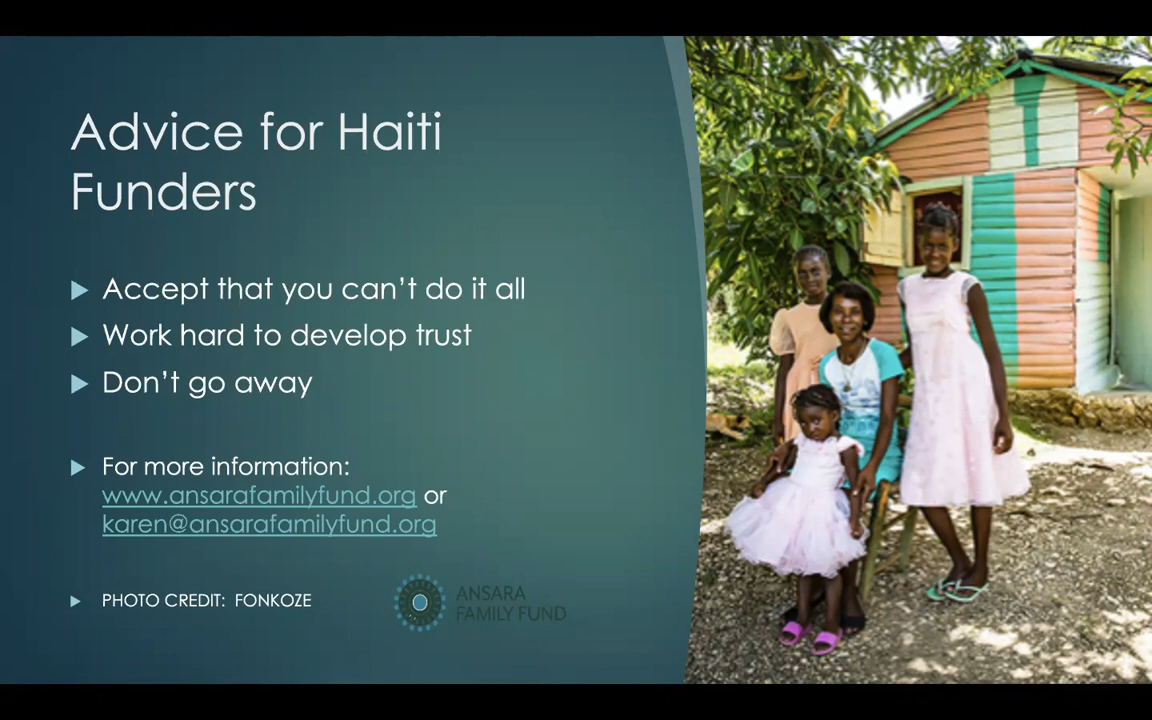 Advice for Haiti
Funders
Accept that you can't do it all
Work hard to develop trust
Don't go away
For more information:
www.ansarafamilyfund.org or
karen@ansarafamilyfund.org
PHOTO CREDIT: FONKOZE
ANSARA
FAMILY FUND